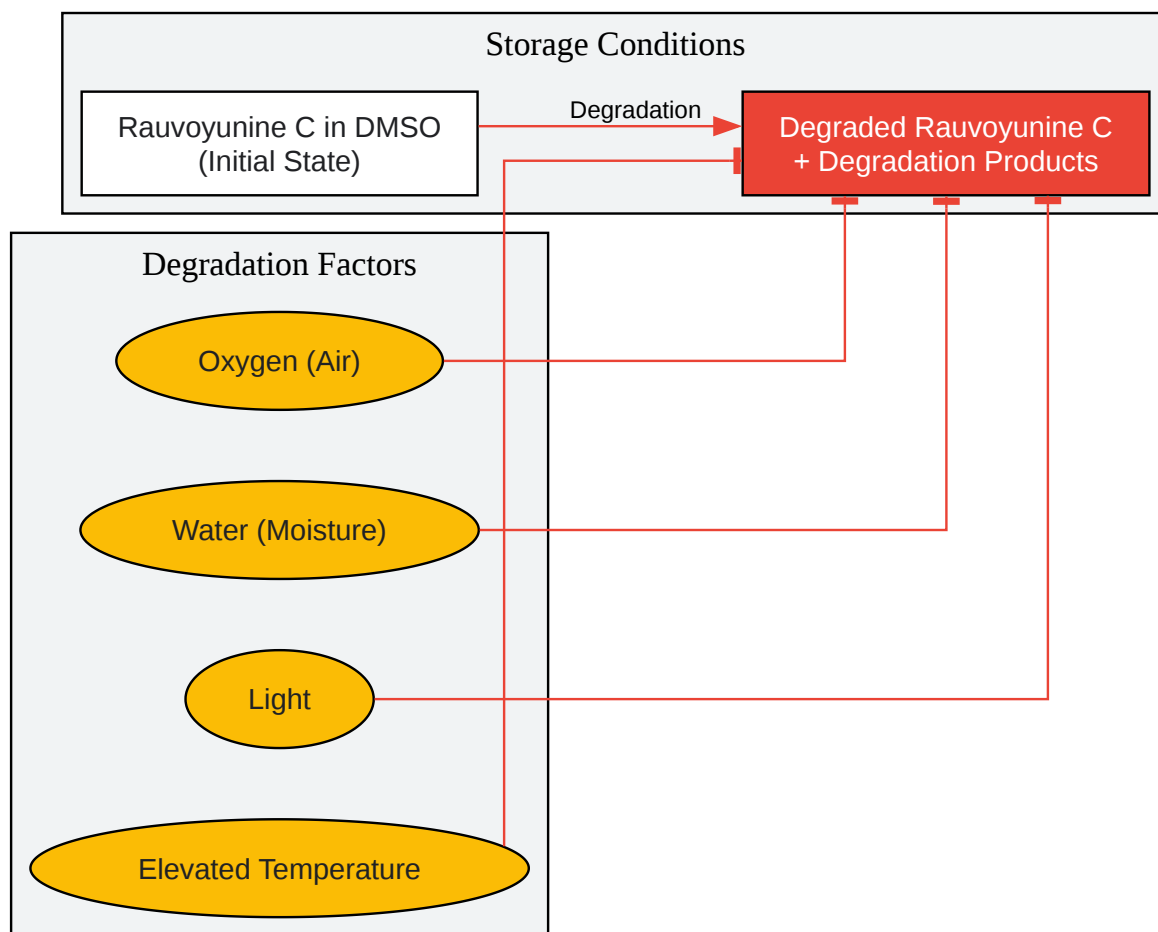 Storage Conditions
Rauvoyunine C in DMSO
(Initial State)
Degradation
Degraded Rauvoyunine C
+ Degradation Products
Degradation Factors
Oxygen (Air)
Water (Moisture)
Light
Elevated Temperature